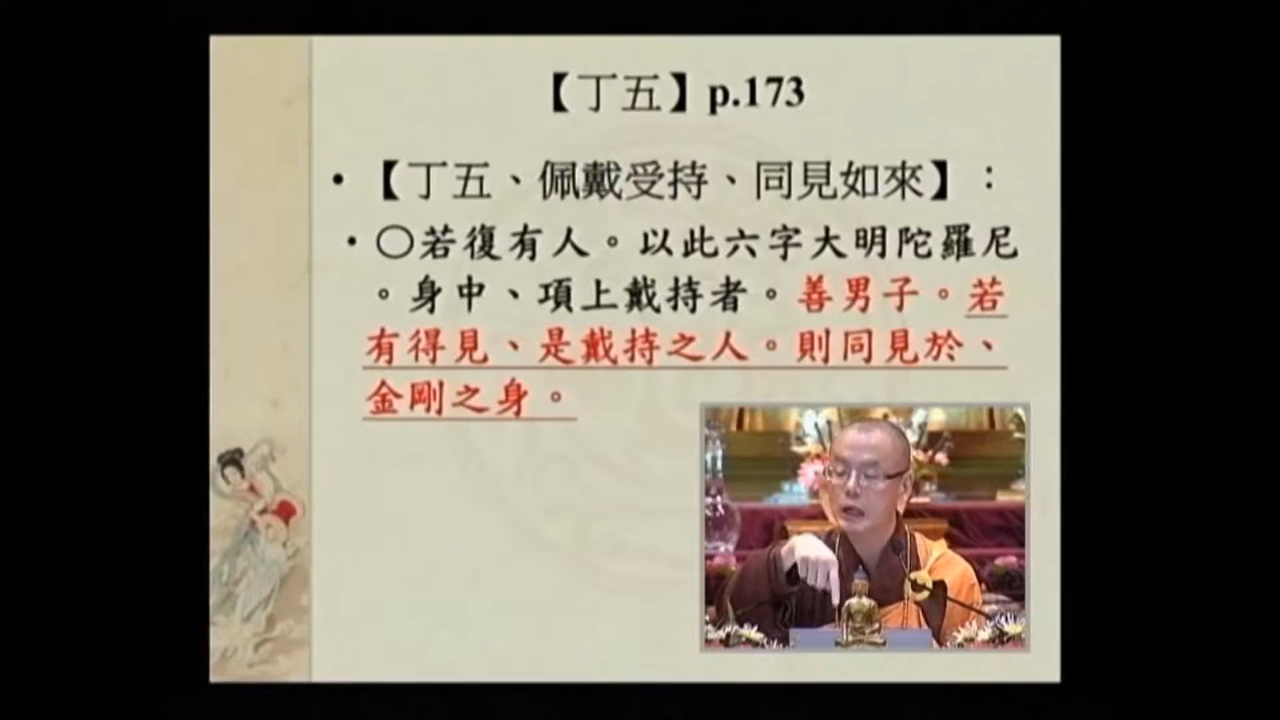 【丁五】p.173
•【丁五、佩戴受持、同見如來】：
•〇若復有人。以此六字大明陀羅尼
。身中、項上戴持者。善男子。若
有得見、是戴持之人。則同見於、
金剛之身。